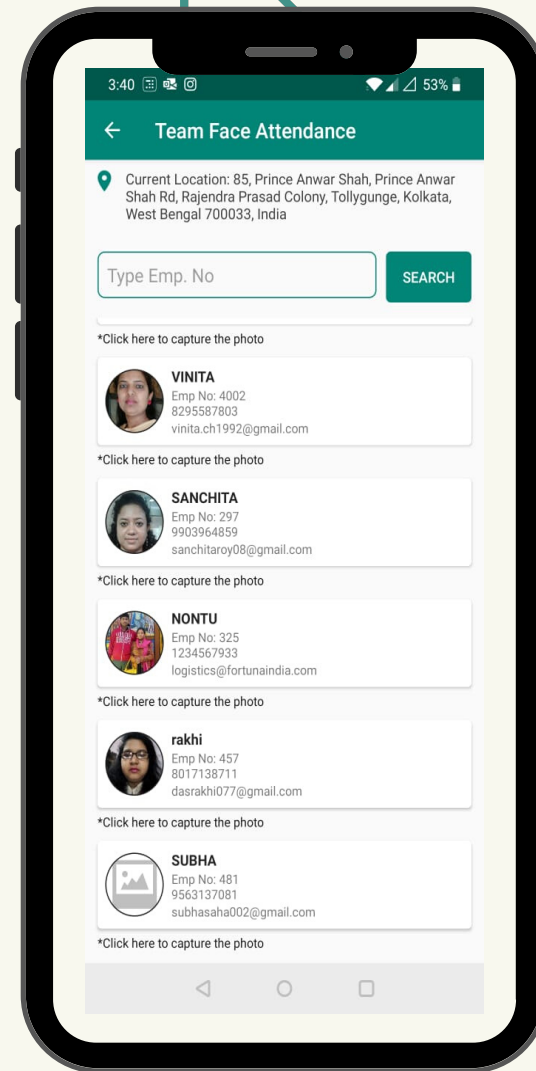 3:40 53%
Team Face Attendance
Current Location: 85, Prince Anwar Shah, Prince Anwar
Shah Rd, Rajendra Prasad Colony, Tollygunge, Kolkata,
West Bengal 700033, India
Type Emp. No SEARCH
*Click here to capture the photo
VINITA
Emp No: 4002
8295587803
vinita.ch1992@gmail.com
*Click here to capture the photo
SANCHITA
Emp No: 297
9903964859
sanchitaroy08@gmail.com
*Click here to capture the photo
NONTU
Emp No: 325
1234567933
logistics@fortunaindia.com
*Click here to capture the photo
rakhi
Emp No: 457
8017138711
dasrakhi077@gmail.com
*Click here to capture the photo
SUBHA
Emp No: 481
9563137081
subhasaha002@gmail.com
*Click here to capture the photo